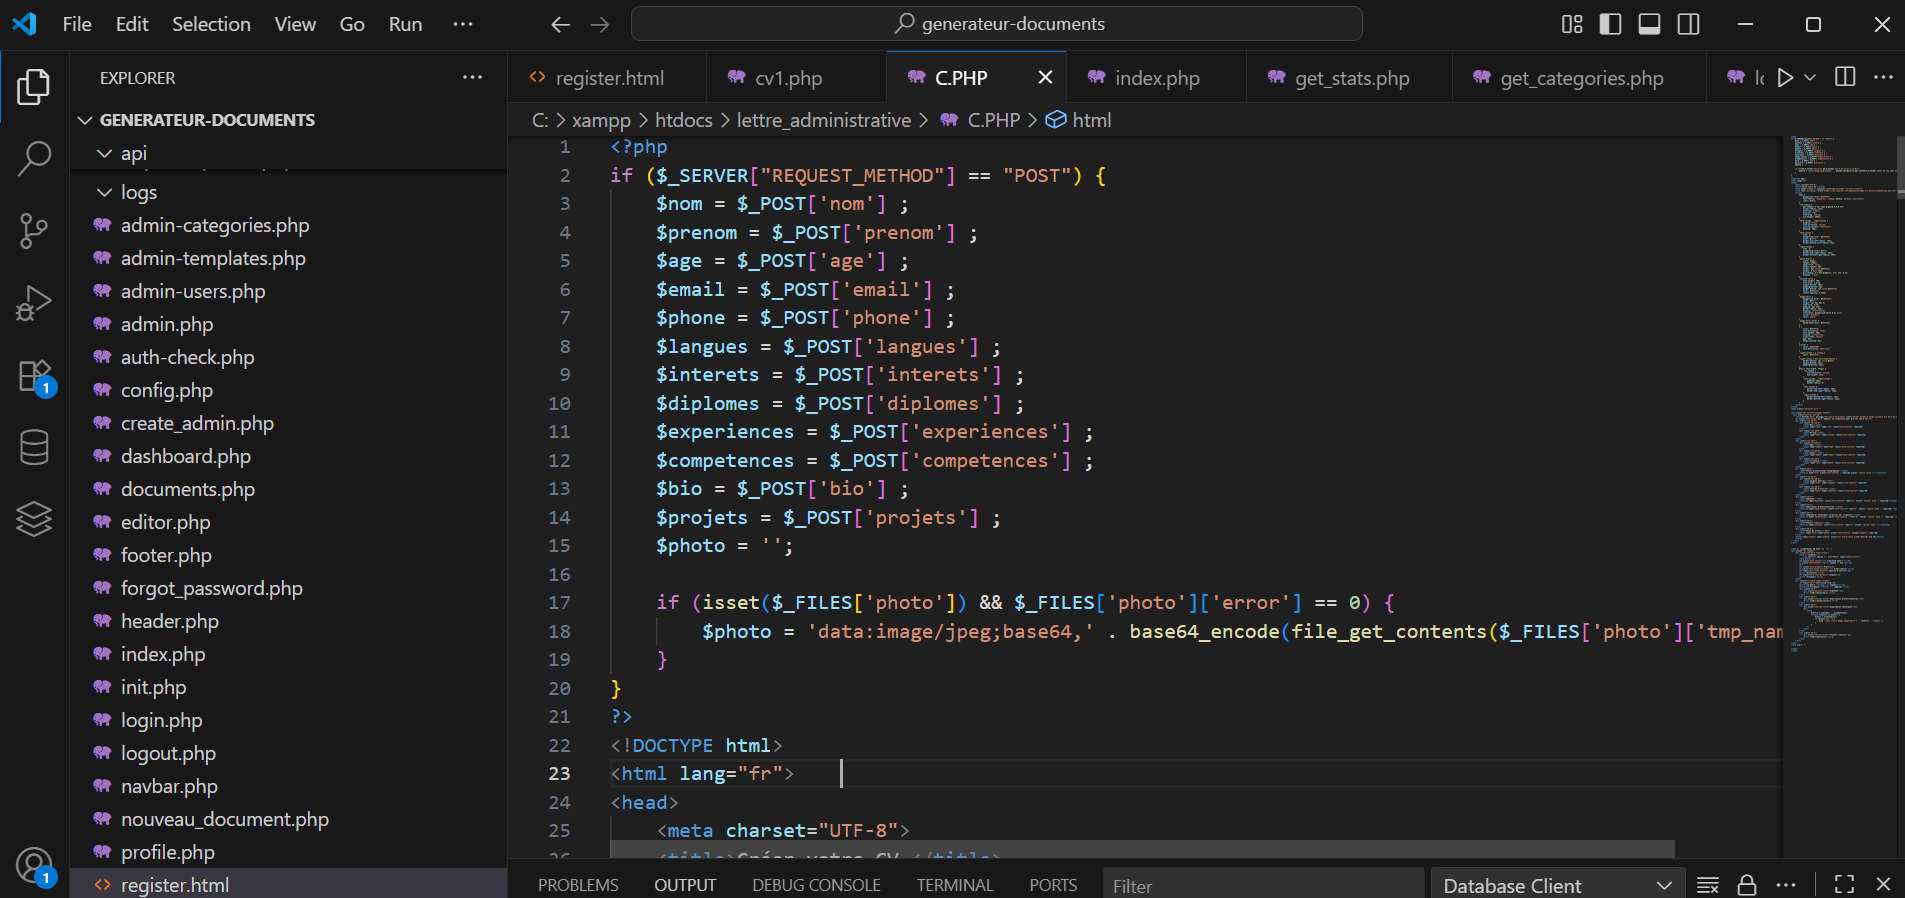 File Edit Selection View Go Run ··· generateur-documents
EXPLORER ···
GENERATEUR-DOCUMENTS
api
logs
admin-categories.php
admin-templates.php
admin-users.php
admin.php
auth-check.php
config.php
create_admin.php
dashboard.php
documents.php
editor.php
footer.php
forgot_password.php
header.php
index.php
init.php
login.php
logout.php
navbar.php
nouveau_document.php
profile.php
register.html
1
1
register.html cv1.php C.PHP index.php get_stats.php get_categories.php
C: > xampp > htdocs > lettre_administrative > C.PHP > html
1 <?php
2 if ($_SERVER["REQUEST_METHOD"] == "POST") {
3 $nom = $_POST['nom'] ;
4 $prenom = $_POST['prenom'] ;
5 $age = $_POST['age'] ;
6 $email = $_POST['email'] ;
7 $phone = $_POST['phone'] ;
8 $langues = $_POST['langues'] ;
9 $interets = $_POST['interets'] ;
10 $diplomes = $_POST['diplomes'] ;
11 $experiences = $_POST['experiences'] ;
12 $competences = $_POST['competences'] ;
13 $bio = $_POST['bio'] ;
14 $projets = $_POST['projets'] ;
15 $photo = '';
16
17 if (isset($_FILES['photo']) && $_FILES['photo']['error'] == 0) {
18 $photo = 'data:image/jpeg;base64,' . base64_encode(file_get_contents($_FILES['photo']['tmp_nam
19 }
20 }
21 ?>
22 <!DOCTYPE html>
23 <html lang="fr">
24 <head>
25 <meta charset="UTF-8">
26 <title>Créer votre CV </title>
PROBLEMS OUTPUT DEBUG CONSOLE TERMINAL PORTS Filter Database Client